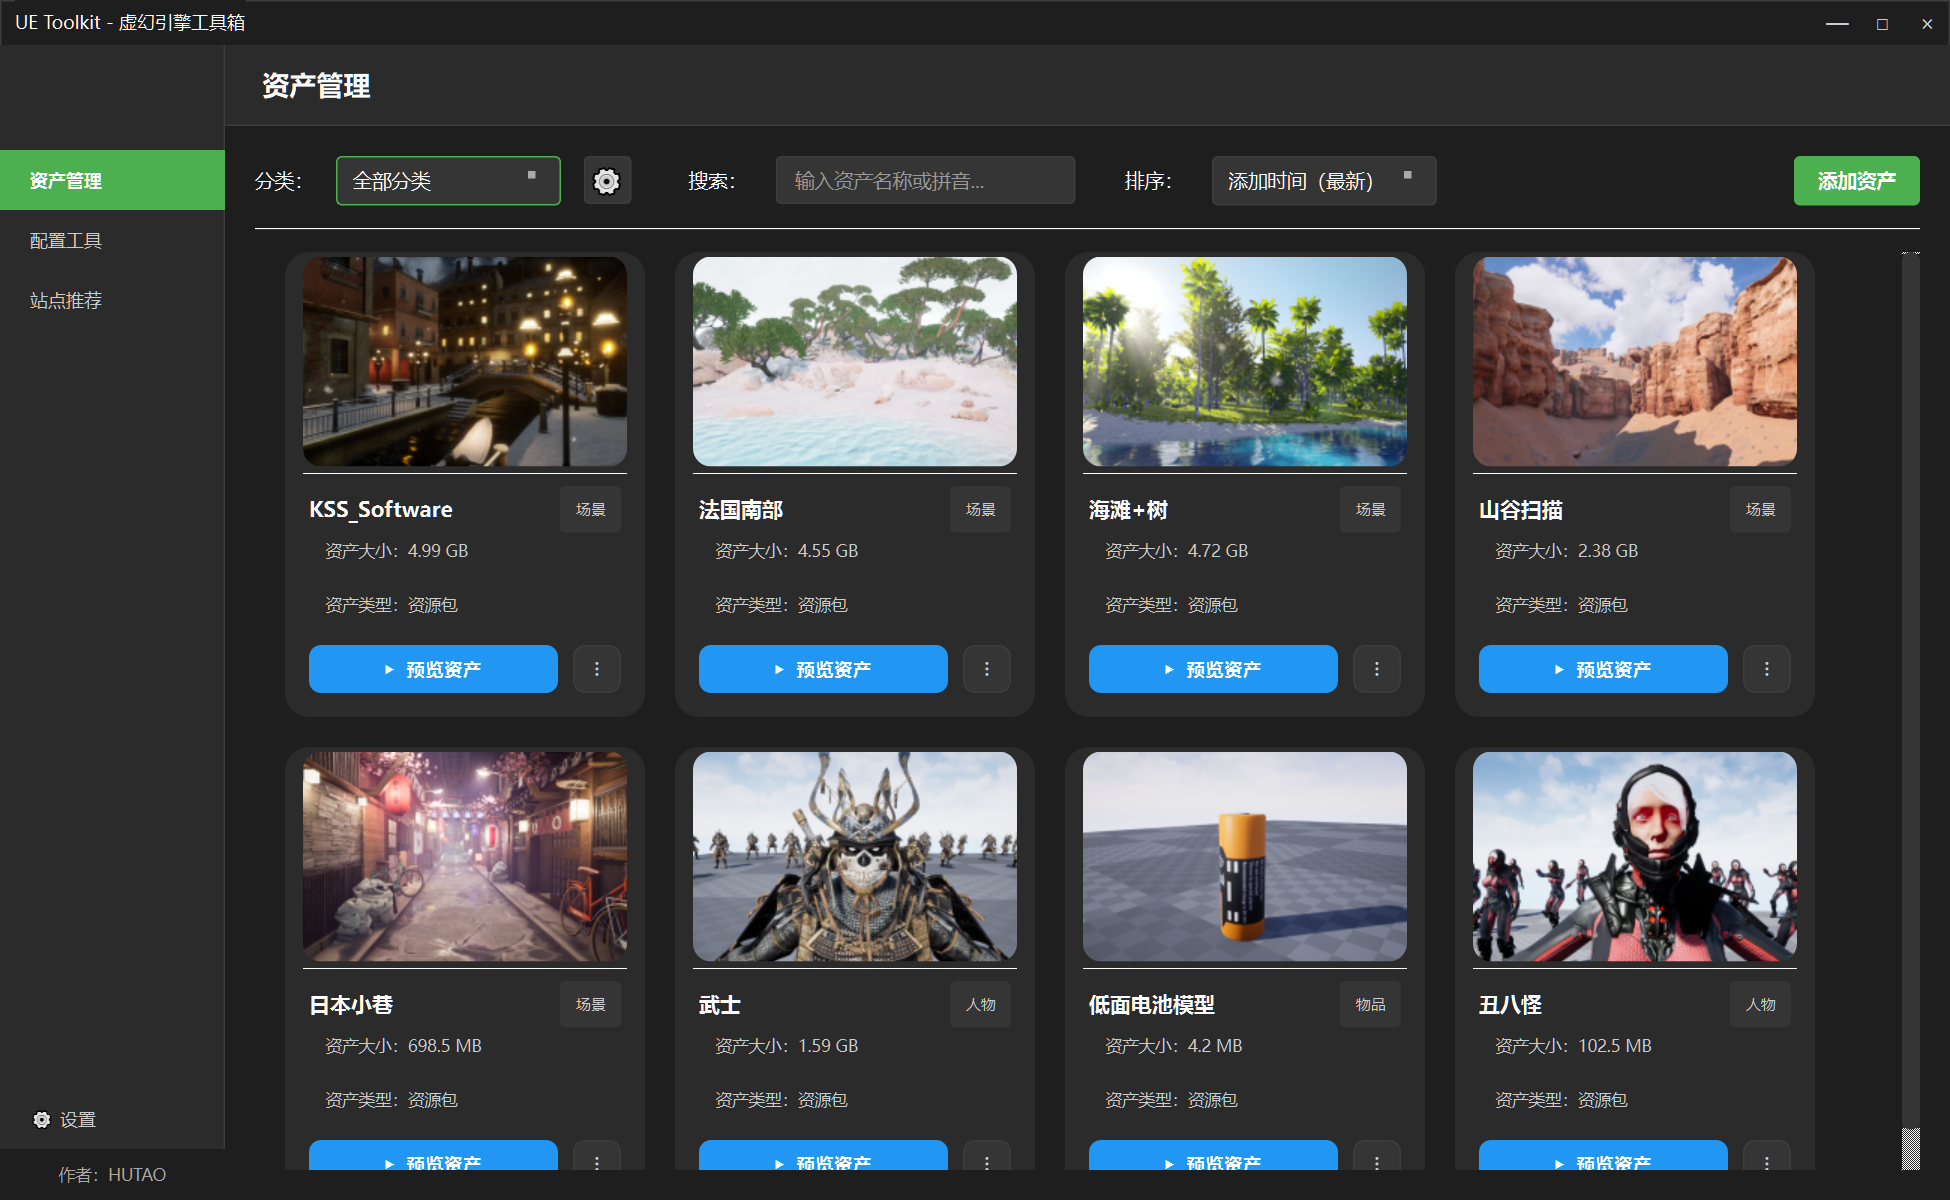 UE Toolkit - 虚幻引擎工具箱
资产管理
资产管理
配置工具
站点推荐
分类：
全部分类
搜索：
输入资产名称或拼音...
排序：
添加时间（最新）
添加资产
KSS_Software
场景
资产大小：4.99 GB
资产类型：资源包
预览资产
法国南部
场景
资产大小：4.55 GB
资产类型：资源包
预览资产
海滩+树
场景
资产大小：4.72 GB
资产类型：资源包
预览资产
山谷扫描
场景
资产大小：2.38 GB
资产类型：资源包
预览资产
日本小巷
场景
资产大小：698.5 MB
资产类型：资源包
预览资产
武士
人物
资产大小：1.59 GB
资产类型：资源包
预览资产
低面电池模型
物品
资产大小：4.2 MB
资产类型：资源包
预览资产
丑八怪
人物
资产大小：102.5 MB
资产类型：资源包
预览资产
设置
作者：HUTAO